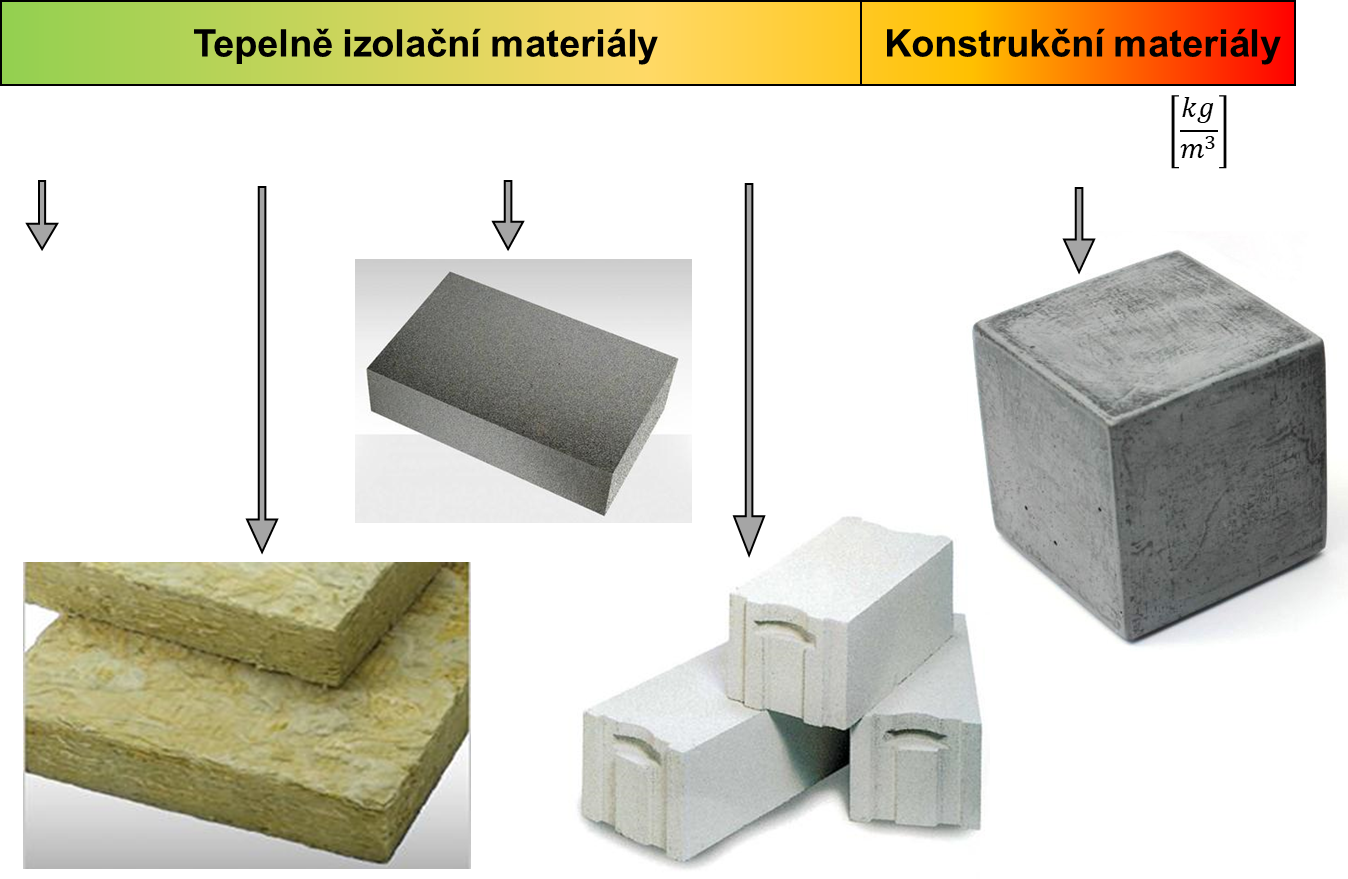 Tepelně izolační materiály
Konstrukční materiály
[kg/m³]